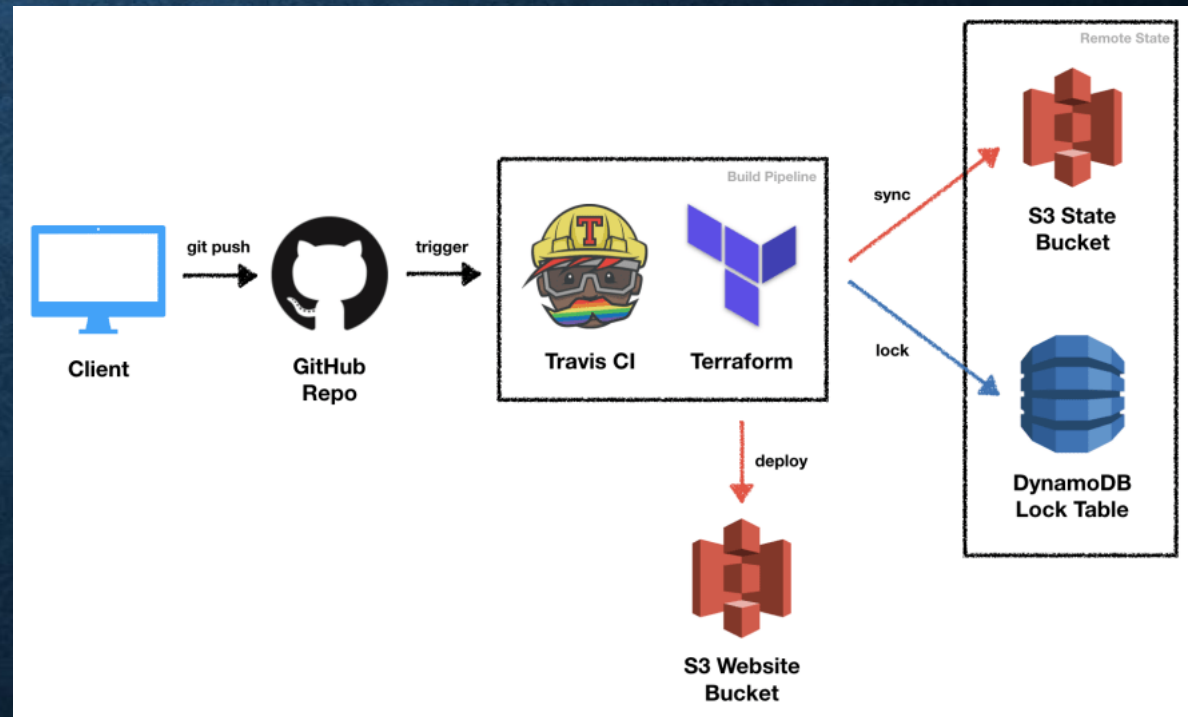 Remote State
Build Pipeline
T
git push
trigger
sync
lock
Client
GitHub
Repo
Travis CI
Terraform
S3 State
Bucket
deploy
DynamoDB
Lock Table
S3 Website
Bucket